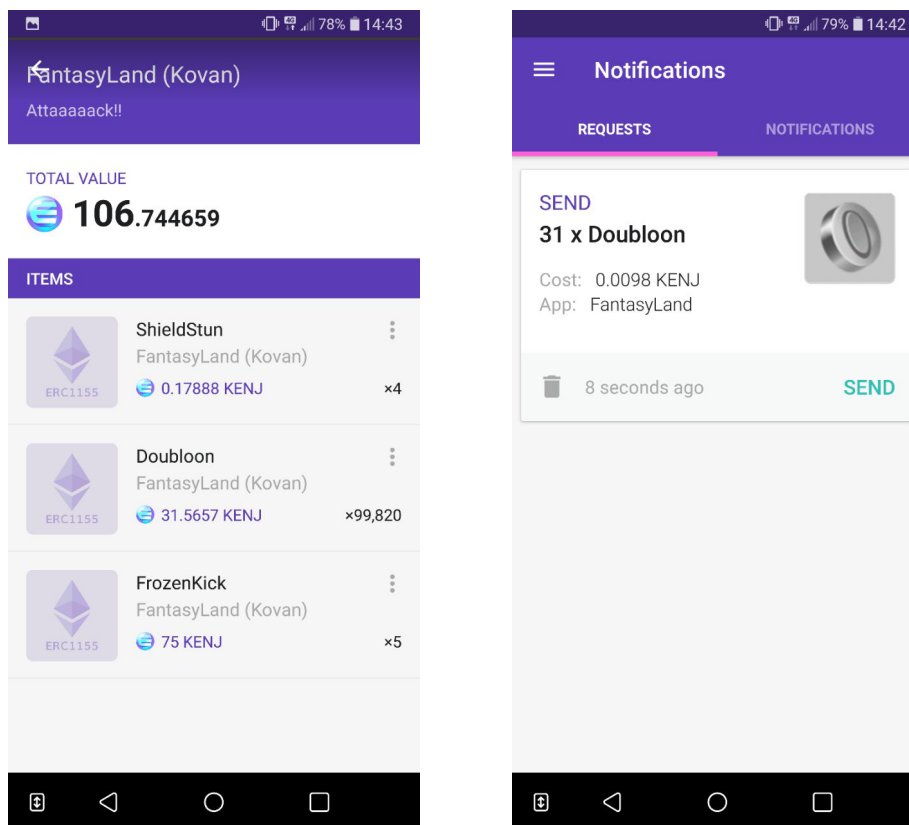 78% 14:43
FantasyLand (Kovan)
Attaaaaack!!
TOTAL VALUE
106.744659
ITEMS
ShieldStun
FantasyLand (Kovan)
0.17888 KENJ ×4
ERC1155
Doubloon
FantasyLand (Kovan)
31.5657 KENJ ×99,820
ERC1155
FrozenKick
FantasyLand (Kovan)
75 KENJ ×5
ERC1155
4G 79% 14:42
Notifications
REQUESTS NOTIFICATIONS
SEND
31 x Doubloon
Cost: 0.0098 KENJ
App: FantasyLand
8 seconds ago SEND